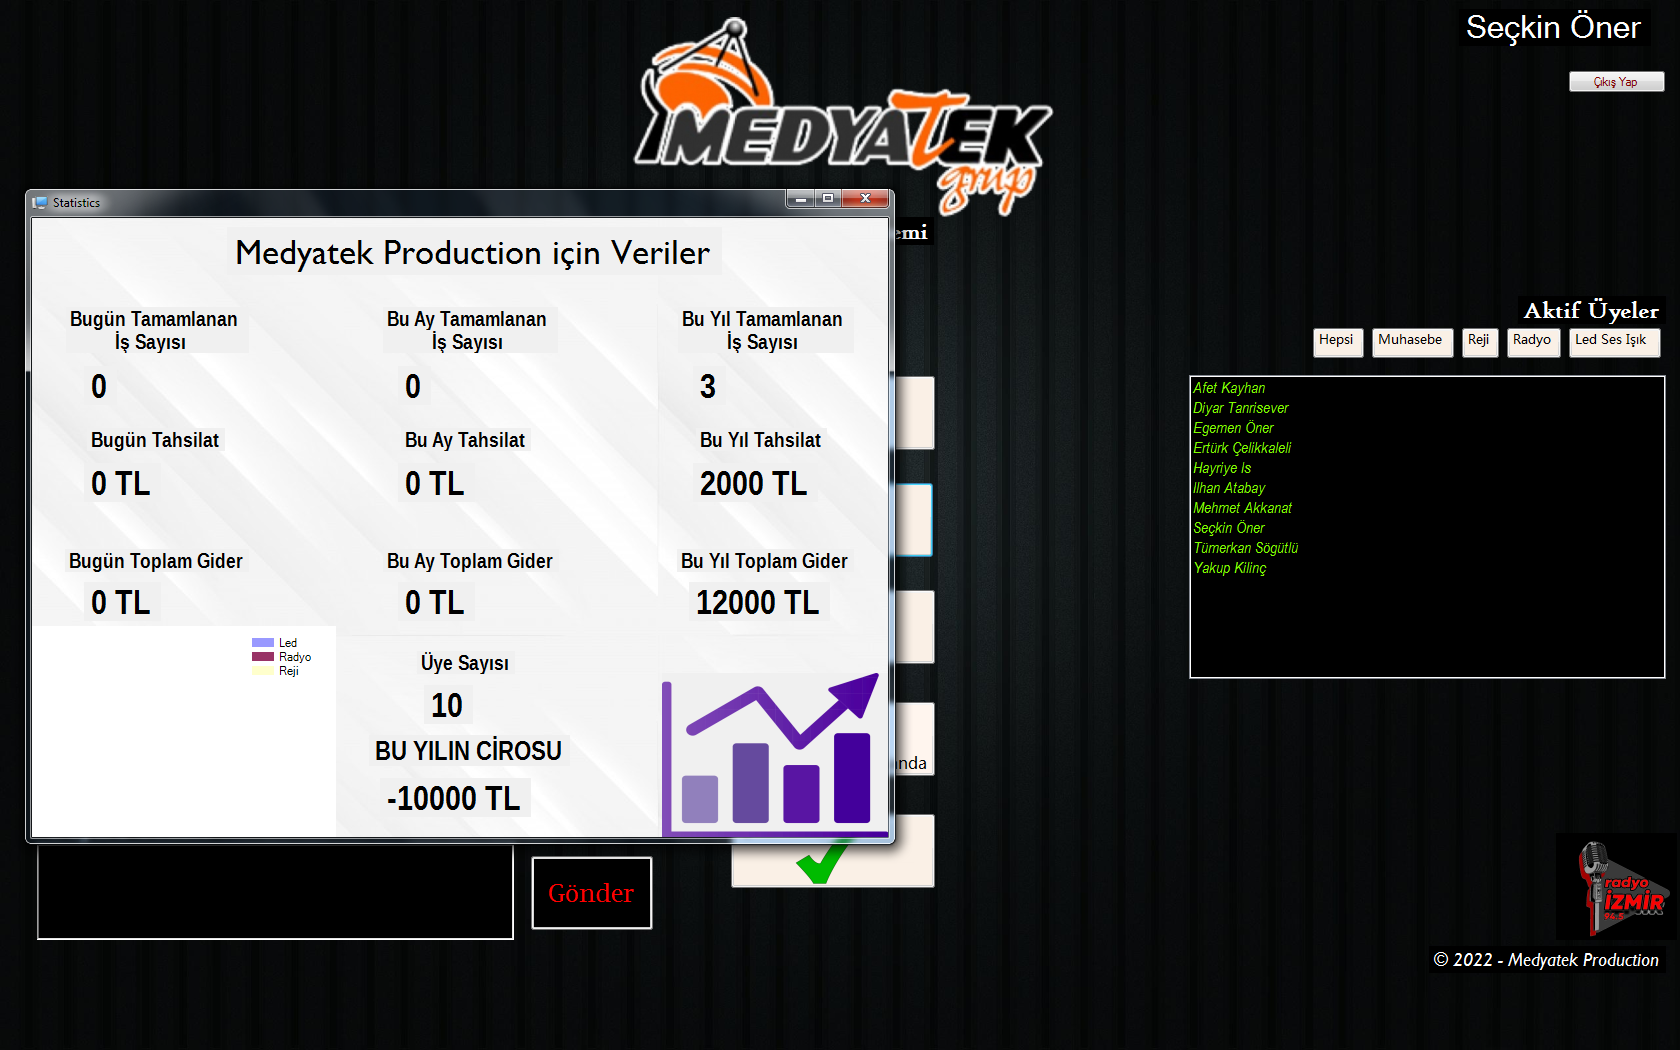 Seçkin Öner
Çıkış Yap
MEDYATEK
grup
emi
Statistics
Medyatek Production için Veriler
Bugün Tamamlanan
İş Sayısı
0
Bu Ay Tamamlanan
İş Sayısı
0
Bu Yıl Tamamlanan
İş Sayısı
3
Bugün Tahsilat
0 TL
Bu Ay Tahsilat
0 TL
Bu Yıl Tahsilat
2000 TL
Bugün Toplam Gider
0 TL
Bu Ay Toplam Gider
0 TL
Bu Yıl Toplam Gider
12000 TL
Led
Radyo
Reji
Üye Sayısı
10
BU YILIN CİROSU
-10000 TL
anda
Gönder
Aktif Üyeler
Hepsi
Muhasebe
Reji
Radyo
Led Ses Işık
Afet Kayhan
Diyar Tanrisever
Egemen Öner
Ertürk Çelikkaleli
Hayriye Is
Ilhan Atabay
Mehmet Akkanat
Seçkin Öner
Tümerkan Sögütlü
Yakup Kilinç
radyo
İZMİR
96.5
© 2022 - Medyatek Production